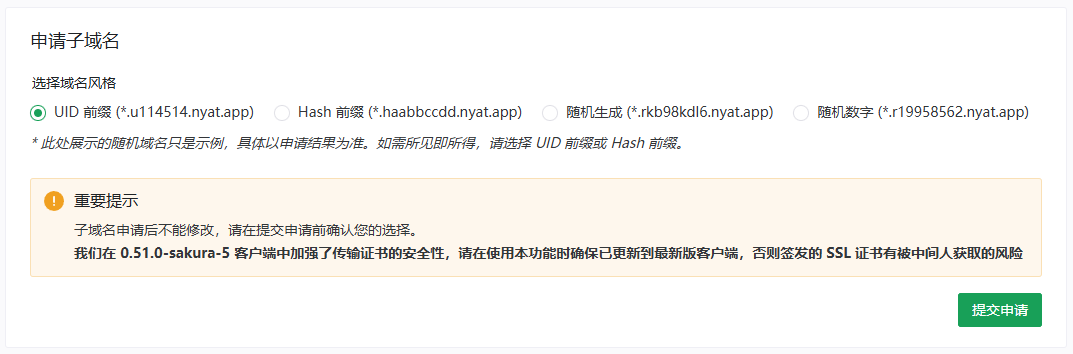 申请子域名
选择域名风格
UID 前缀 (*.u114514.nyat.app) Hash 前缀 (*.haabbccdd.nyat.app) 随机生成 (*.rkb98kdl6.nyat.app) 随机数字 (*.r19958562.nyat.app)
* 此处展示的随机域名只是示例，具体以申请结果为准。如需所见即所得，请选择 UID 前缀或 Hash 前缀。
重要提示
子域名申请后不能修改，请在提交申请前确认您的选择。
我们在 0.51.0-sakura-5 客户端中加强了传输证书的安全性，请在使用本功能时确保已更新到最新版客户端，否则签发的 SSL 证书有被中间人获取的风险
提交申请